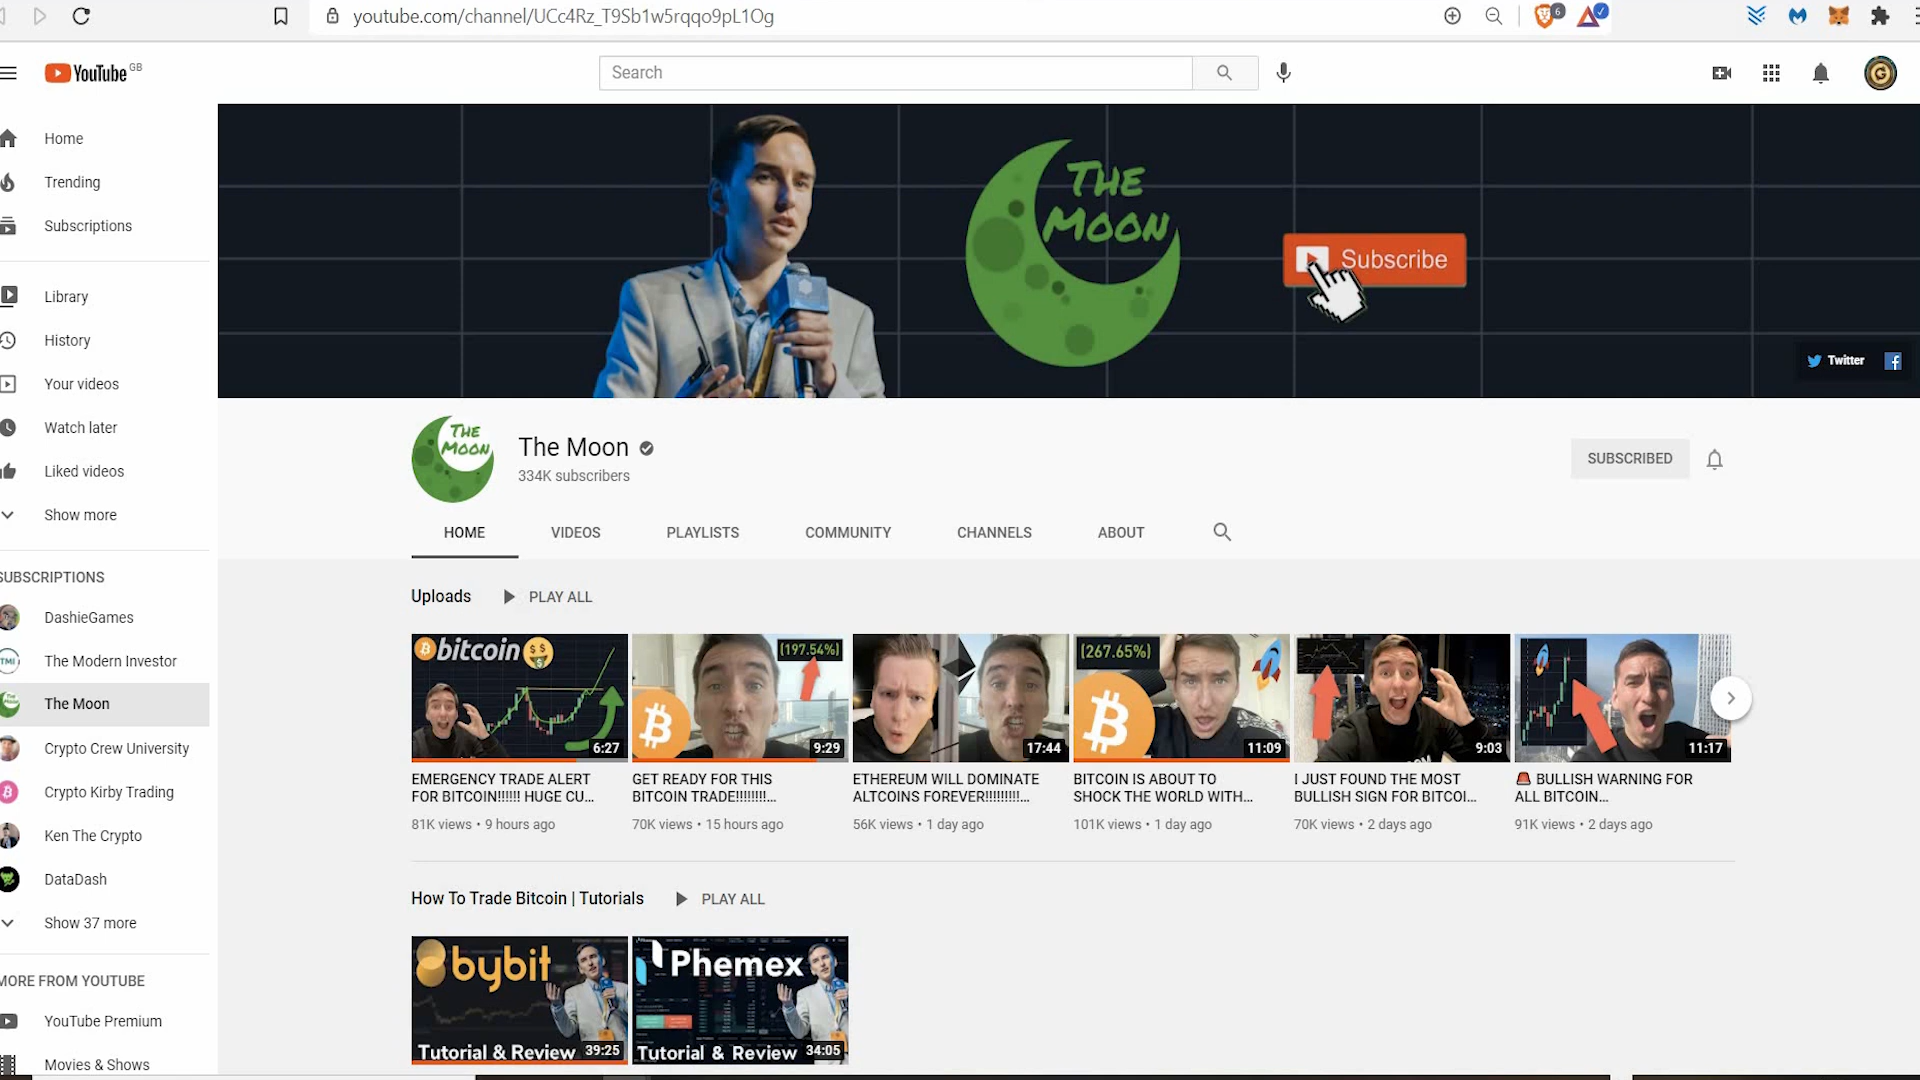 youtube.com/channel/UCc4Rz_T9Sb1w5rqqo9pL1Og
6
YouTube GB
Search
G
Home
Trending
Subscriptions
Library
History
Your videos
Watch later
Liked videos
Show more
SUBSCRIPTIONS
DashieGames
TMI
The Modern Investor
The Moon
Crypto Crew University
Crypto Kirby Trading
Ken The Crypto
DataDash
Show 37 more
MORE FROM YOUTUBE
YouTube Premium
Movies & Shows
THE MOON
Subscribe
Twitter
THE MOON
The Moon
334K subscribers
SUBSCRIBED
HOME VIDEOS PLAYLISTS COMMUNITY CHANNELS ABOUT
Uploads PLAY ALL
bitcoin
6:27
EMERGENCY TRADE ALERT
FOR BITCOIN!!!!!! HUGE CU...
81K views • 9 hours ago
(197.54%)
9:29
GET READY FOR THIS
BITCOIN TRADE!!!!!!!!...
70K views • 15 hours ago
17:44
ETHEREUM WILL DOMINATE
ALTCOINS FOREVER!!!!!!!!!...
56K views • 1 day ago
(267.65%)
11:09
BITCOIN IS ABOUT TO
SHOCK THE WORLD WITH...
101K views • 1 day ago
9:03
I JUST FOUND THE MOST
BULLISH SIGN FOR BITCOI...
70K views • 2 days ago
11:17
🚨 BULLISH WARNING FOR
ALL BITCOIN...
91K views • 2 days ago
How To Trade Bitcoin | Tutorials PLAY ALL
bybit
Tutorial & Review 39:25
Phemex
Tutorial & Review 34:05